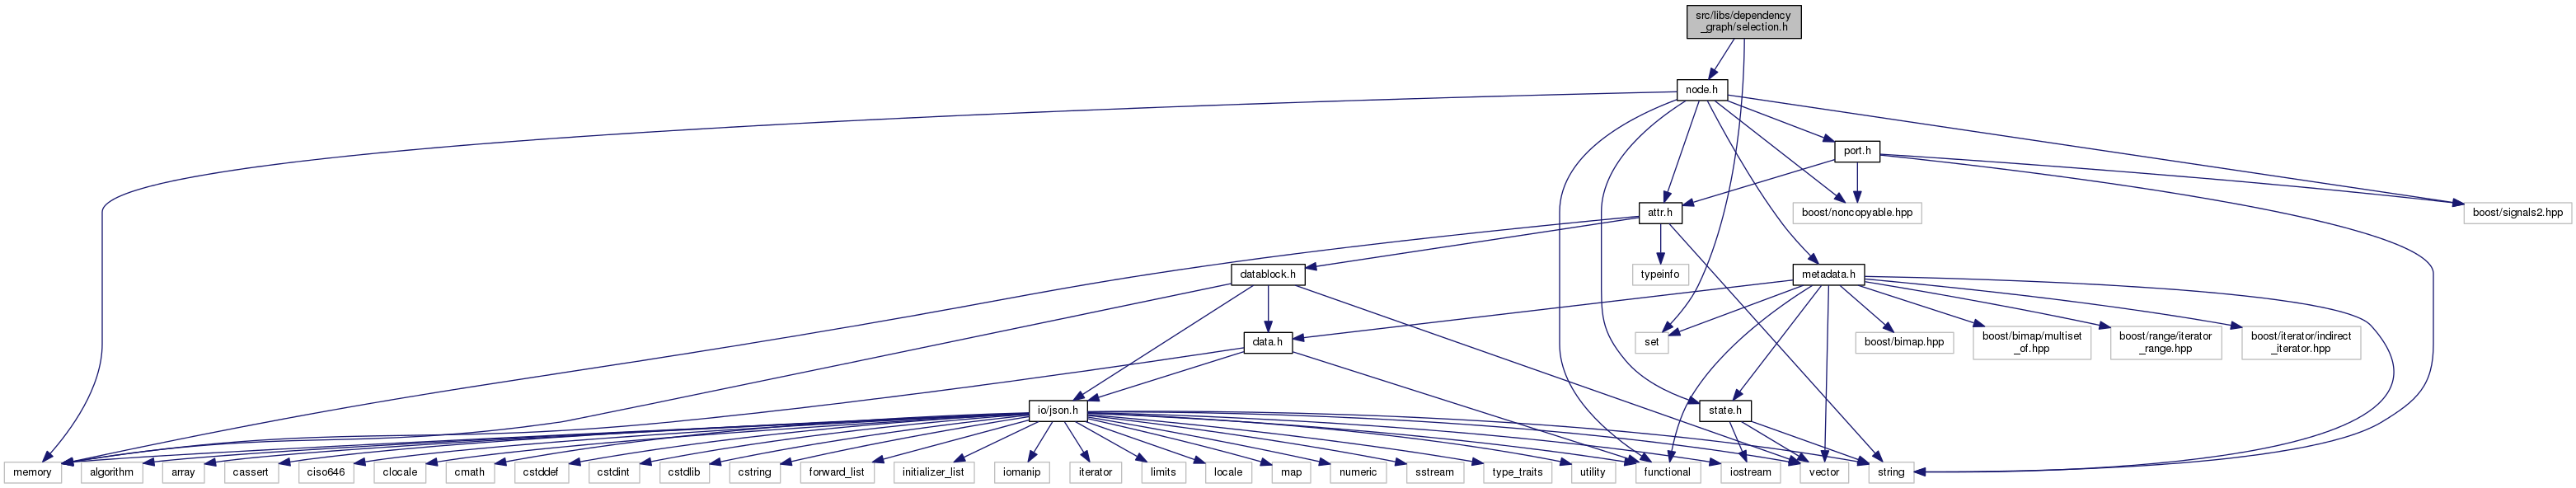 src/libs/dependency
_graph/selection.h
node.h
port.h
attr.h
boost/noncopyable.hpp
boost/signals2.hpp
datablock.h
typeinfo
metadata.h
data.h
set
boost/bimap.hpp
boost/bimap/multiset
_of.hpp
boost/range/iterator
_range.hpp
boost/iterator/indirect
_iterator.hpp
io/json.h
state.h
memory
algorithm
array
cassert
ciso646
clocale
cmath
cstddef
cstdint
cstdlib
cstring
forward_list
initializer_list
iomanip
iterator
limits
locale
map
numeric
sstream
type_traits
utility
functional
iostream
vector
string